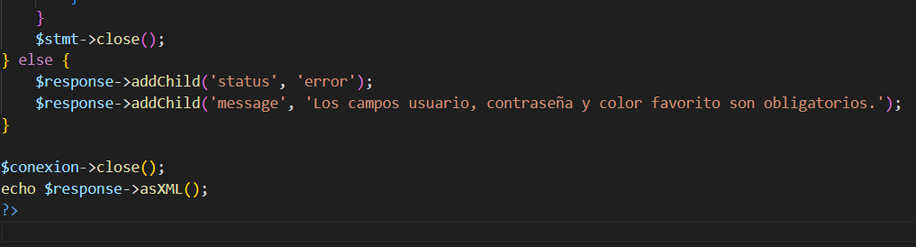 }
}
$stmt->close();
} else {
$response->addChild('status', 'error');
$response->addChild('message', 'Los campos usuario, contraseña y color favorito son obligatorios.');
}
$conexion->close();
echo $response->asXML();
?>